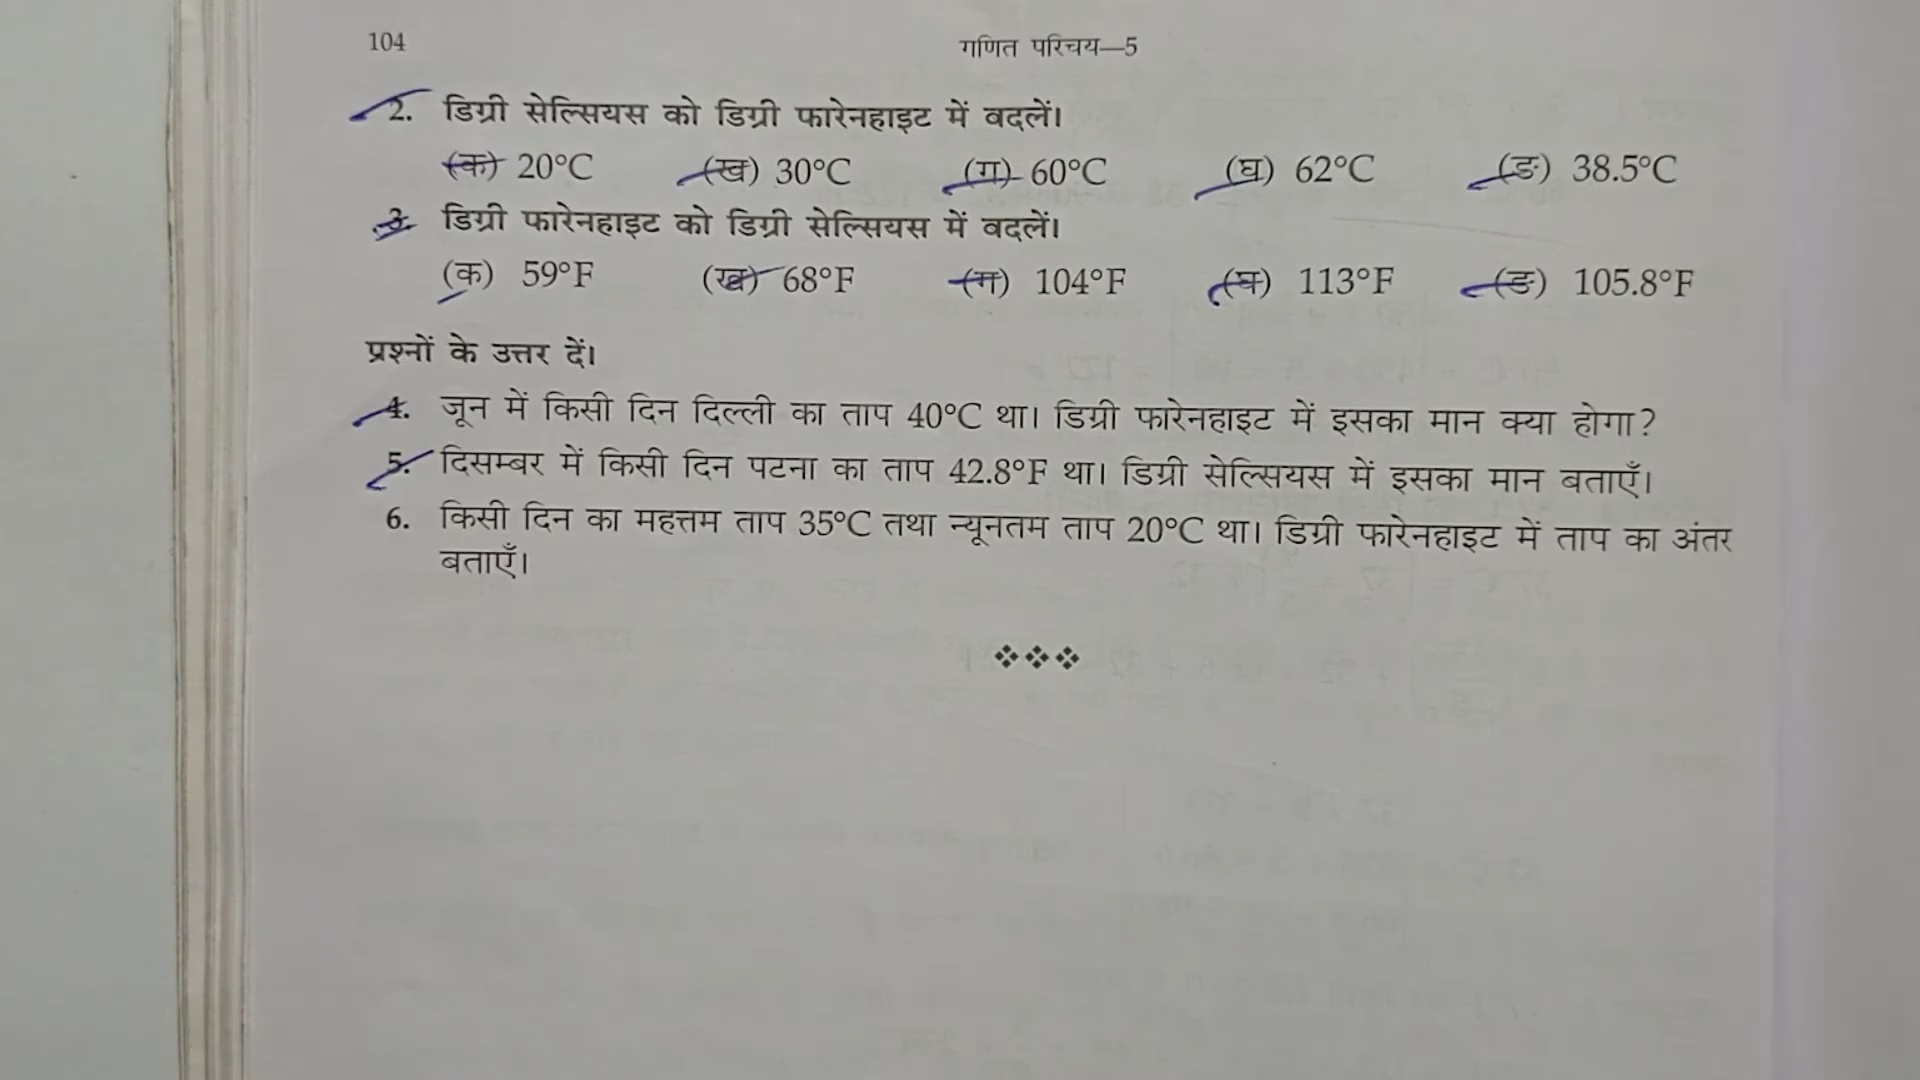 104
गणित परिचय—5
2. डिग्री सेल्सियस को डिग्री फारेनहाइट में बदलें।
(क) 20°C (ख) 30°C (ग) 60°C (घ) 62°C (ङ) 38.5°C
3. डिग्री फारेनहाइट को डिग्री सेल्सियस में बदलें।
(क) 59°F (ख) 68°F (ग) 104°F (घ) 113°F (ङ) 105.8°F
प्रश्नों के उत्तर दें।
4. जून में किसी दिन दिल्ली का ताप 40°C था। डिग्री फारेनहाइट में इसका मान क्या होगा?
5. दिसम्बर में किसी दिन पटना का ताप 42.8°F था। डिग्री सेल्सियस में इसका मान बताएँ।
6. किसी दिन का महत्तम ताप 35°C तथा न्यूनतम ताप 20°C था। डिग्री फारेनहाइट में ताप का अंतर
बताएँ।